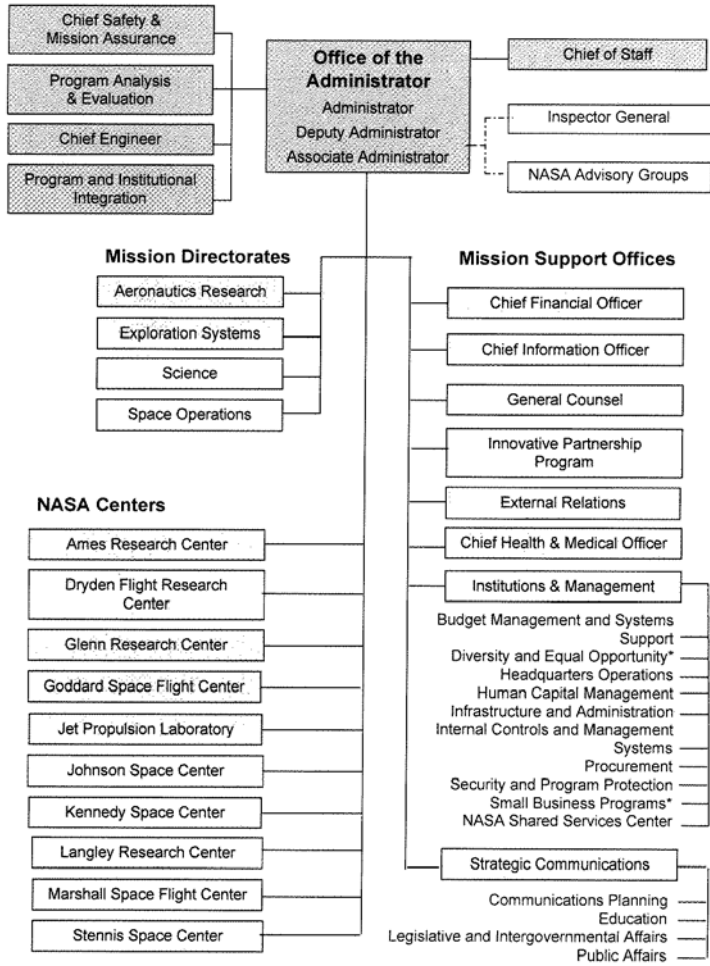 Chief Safety &
Mission Assurance
Program Analysis
& Evaluation
Chief Engineer
Program and Institutional
Integration
Office of the
Administrator
Administrator
Deputy Administrator
Associate Administrator
Chief of Staff
Inspector General
NASA Advisory Groups
Mission Directorates
Aeronautics Research
Exploration Systems
Science
Space Operations
NASA Centers
Ames Research Center
Dryden Flight Research
Center
Glenn Research Center
Goddard Space Flight Center
Jet Propulsion Laboratory
Johnson Space Center
Kennedy Space Center
Langley Research Center
Marshall Space Flight Center
Stennis Space Center
Mission Support Offices
Chief Financial Officer
Chief Information Officer
General Counsel
Innovative Partnership
Program
External Relations
Chief Health & Medical Officer
Institutions & Management
Budget Management and Systems
Support
Diversity and Equal Opportunity*
Headquarters Operations
Human Capital Management
Infrastructure and Administration
Internal Controls and Management
Systems
Procurement
Security and Program Protection
Small Business Programs*
NASA Shared Services Center
Strategic Communications
Communications Planning
Education
Legislative and Intergovernmental Affairs
Public Affairs